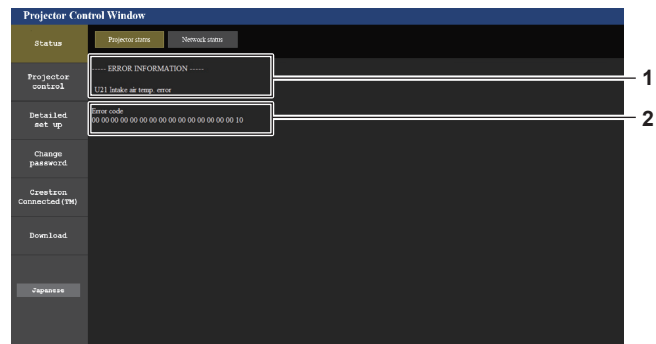 Projector Control Window
Status
Projector status
Network status
----- ERROR INFORMATION -----
U21 Intake air temp. error
1
Error code
00 00 00 00 00 00 00 00 00 00 00 00 00 00 00 10
2
Projector
control
Detailed
set up
Change
password
Crestron
Connected(TM)
Download
Japanese